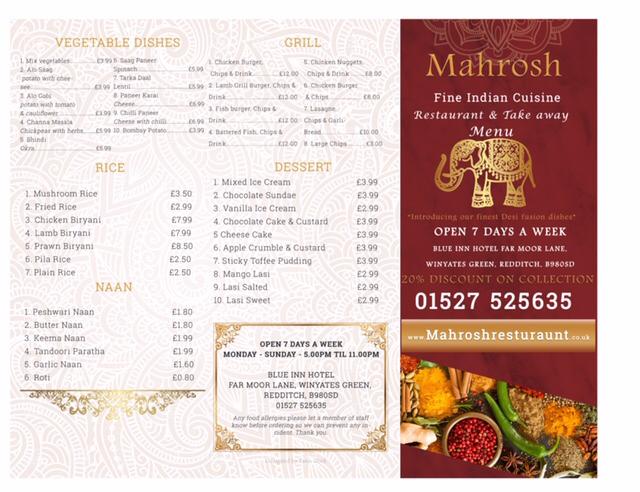 VEGETABLE DISHES
1. Mix vegetables............ £3.99
2. Alo Saag
potato with chee-
see........................... £3.99
3. Alo Gobi
potato with tomato
& cauliflower............... £3.99
4. Channa Masala
Chickpeas with herbs....£5.99
5. Bhindi
Okra.......................... £5.99
6. Saag Paneer
Spinach........................ £5.99
7. Tarka Daal
Lentil........................... £5.99
8. Paneer Karai
Cheese......................... £6.99
9. Chilli Paneer
Cheese with chilli......... £6.99
10. Bombay Potato......... £3.99
RICE
1. Mushroom Rice £3.50
2. Fried Rice £2.99
3. Chicken Biryani £7.99
4. Lamb Biryani £7.99
5. Prawn Biryani £8.50
6. Pila Rice £2.50
7. Plain Rice £2.50
NAAN
1. Peshwari Naan £1.80
2. Butter Naan £1.80
3. Keema Naan £1.99
4. Tandoori Paratha £1.99
5. Garlic Naan £1.60
6. Roti £0.80
GRILL
1. Chicken Burger,
Chips & Drink............ £12.00
2. Lamb Grill Burger, Chips &
Drink......................... £12.00
3. Fish burger, Chips &
Drink......................... £12.00
4. Battered Fish, Chips &
Drink......................... £12.00
5. Chicken Nuggets,
Chips & Drink............ £8.00
6. Chicken Burger
& Chips..................... £8.00
7. Lasagne,
Chips & Garli-
Bread......................... £10.00
8. Large Chips............. £3.00
DESSERT
1. Mixed Ice Cream £3.99
2. Chocolate Sundae £3.99
3. Vanilla Ice Cream £2.99
4. Chocolate Cake & Custard £3.99
5 Cheese Cake £3.99
6. Apple Crumble & Custard £3.99
7. Sticky Toffee Pudding £3.99
8. Mango Lasi £2.99
9. Lasi Salted £2.99
10. Lasi Sweet £2.99
OPEN 7 DAYS A WEEK
MONDAY - SUNDAY - 5.00PM TIL 11.00PM
BLUE INN HOTEL
FAR MOOR LANE, WINYATES GREEN,
REDDITCH, B980SD
01527 525635
Any food allergies please let a member of staff
know before ordering so we can prevent any in-
cident. Thank you.
Mahrosh
Fine Indian Cuisine
Restaurant & Take away
Menu
"Introducing our finest Desi fusion dishes"
OPEN 7 DAYS A WEEK
BLUE INN HOTEL FAR MOOR LANE,
WINYATES GREEN, REDDITCH, B980SD
20% DISCOUNT ON COLLECTION
01527 525635
www.Mahroshresturaunt.co.uk